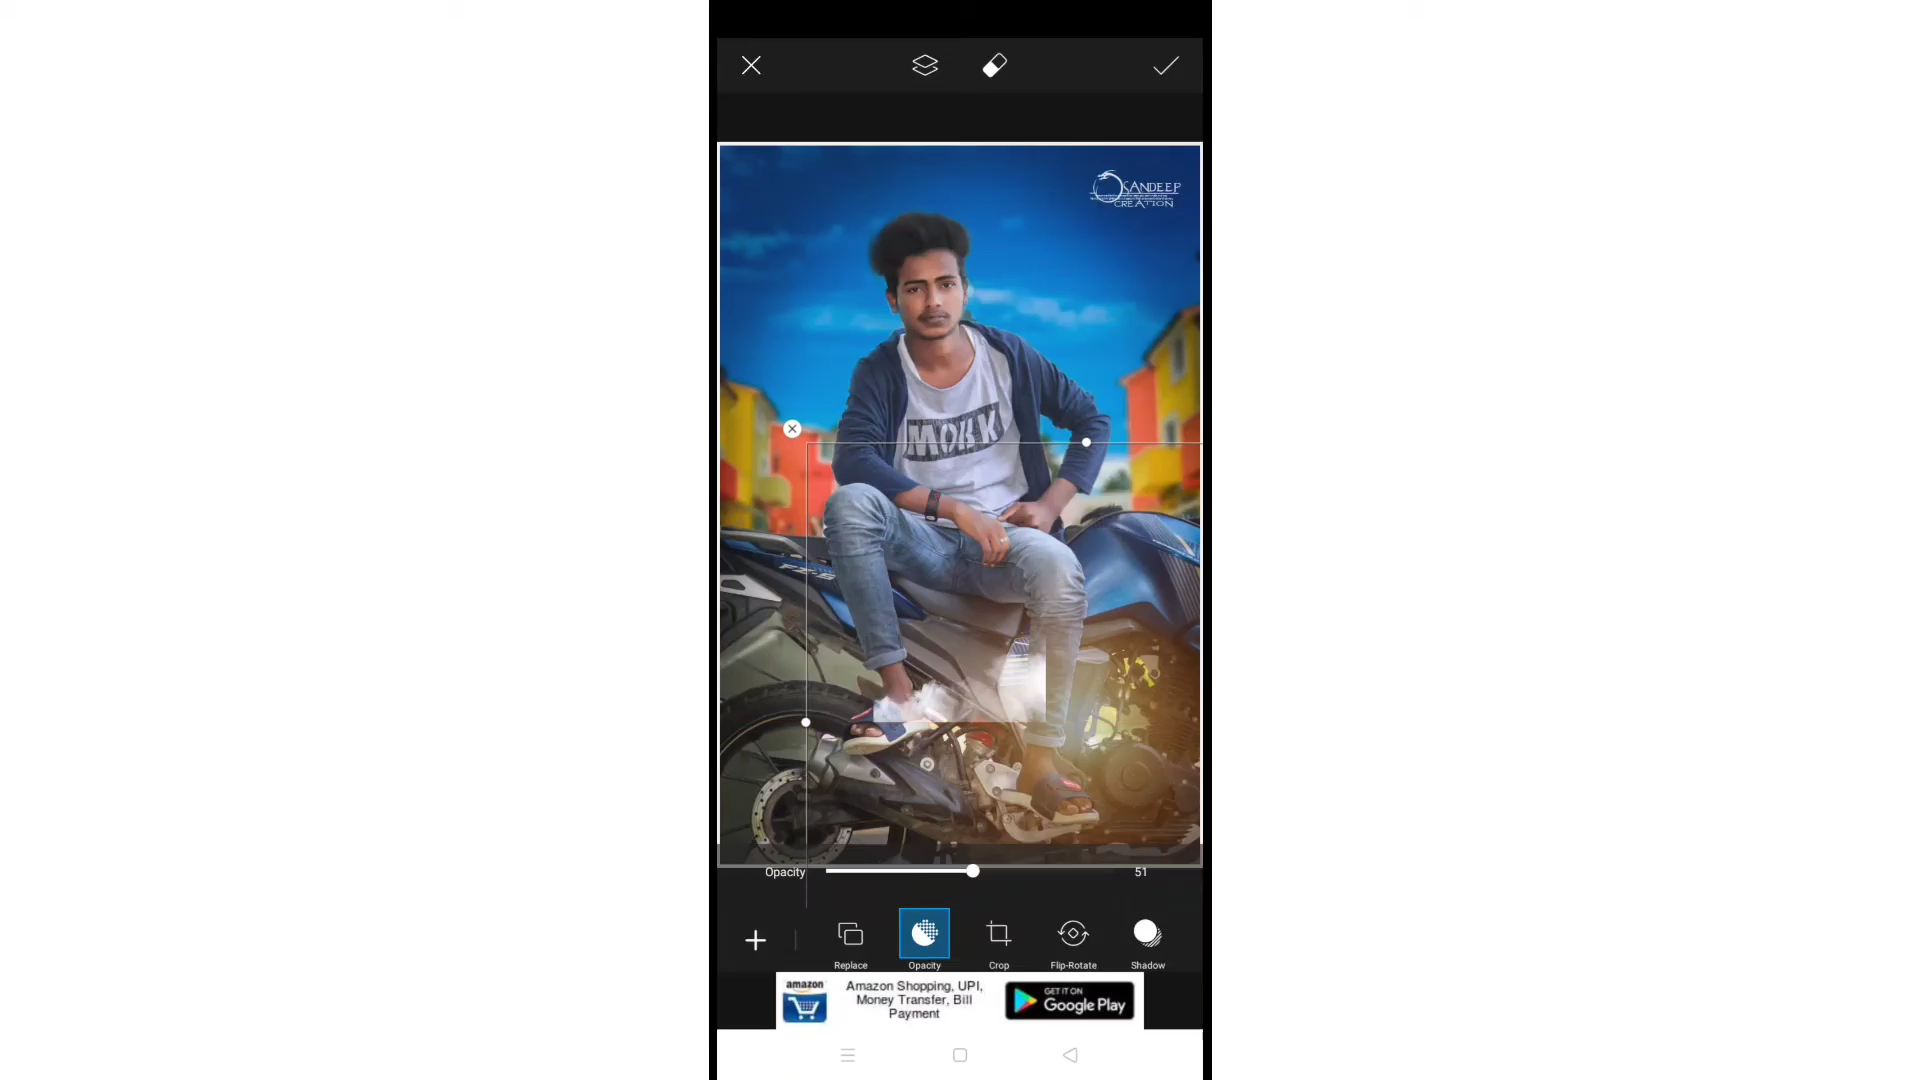 SANDEEP
CREATION
MOKK
FZ-S
Opacity
51
Replace
Opacity
Crop
Flip-Rotate
Shadow
amazon
Amazon Shopping, UPI,
Money Transfer, Bill
Payment
GET IT ON
Google Play